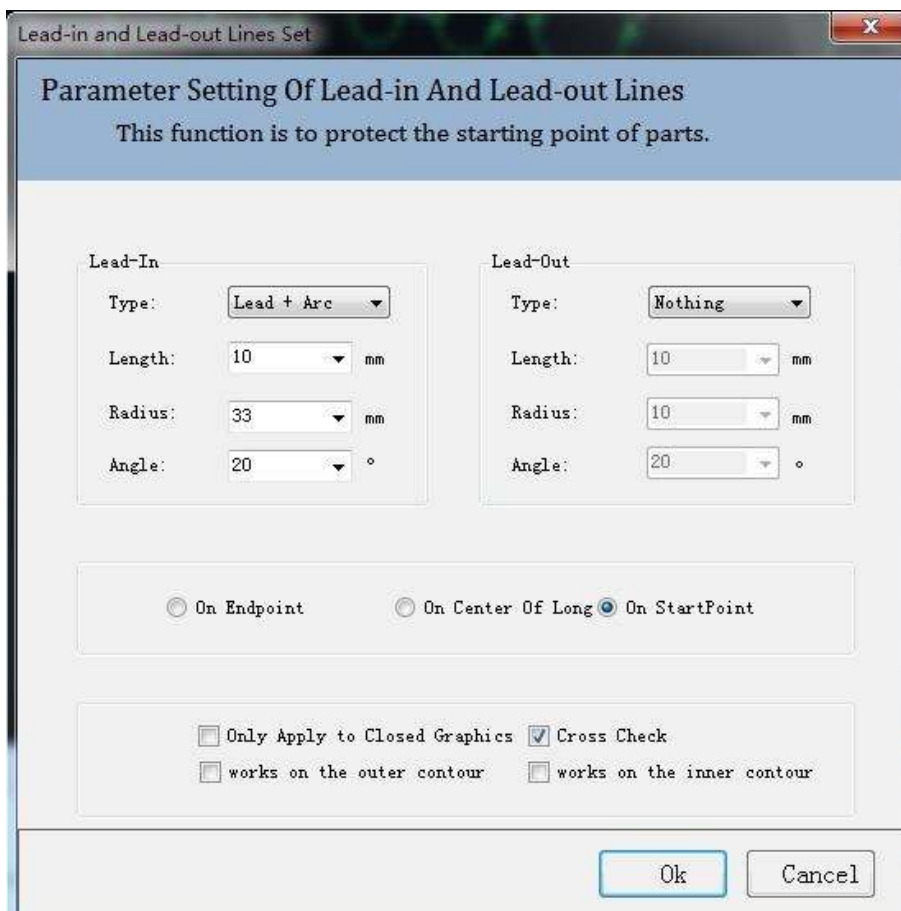 Lead-in and Lead-out Lines Set
Parameter Setting Of Lead-in And Lead-out Lines
This function is to protect the starting point of parts.
Lead-In
Type: Lead + Arc
Length: 10 mm
Radius: 33 mm
Angle: 20 °
Lead-Out
Type: Nothing
Length: 10 mm
Radius: 10 mm
Angle: 20 °
On Endpoint On Center Of Long On StartPoint
Only Apply to Closed Graphics Cross Check
works on the outer contour works on the inner contour
Ok Cancel